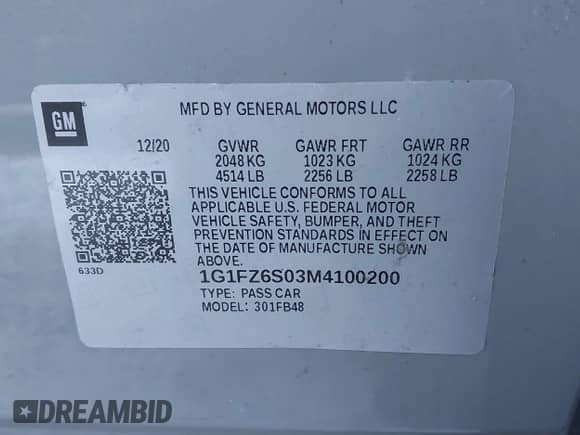 GM
MFD BY GENERAL MOTORS LLC
12/20 GVWR GAWR FRT GAWR RR
2048 KG 1023 KG 1024 KG
4514 LB 2256 LB 2258 LB
THIS VEHICLE CONFORMS TO ALL
APPLICABLE U.S. FEDERAL MOTOR
VEHICLE SAFETY, BUMPER, AND THEFT
PREVENTION STANDARDS IN EFFECT ON
THE DATE OF MANUFACTURE SHOWN
ABOVE.
633D
1G1FZ6S03M4100200
TYPE: PASS CAR
MODEL: 301FB48
DREAMBID